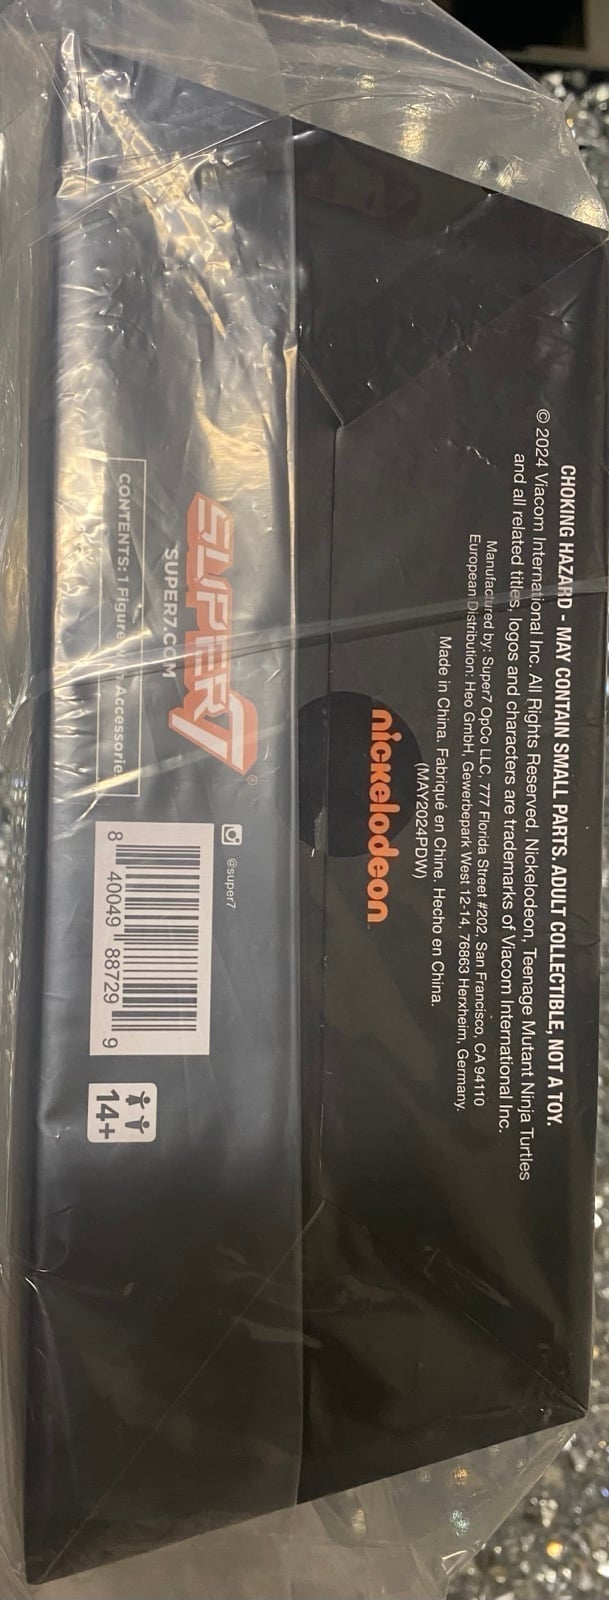 CHOKING HAZARD - MAY CONTAIN SMALL PARTS. ADULT COLLECTIBLE, NOT A TOY.
© 2024 Viacom International Inc. All Rights Reserved. Nickelodeon, Teenage Mutant Ninja Turtles
and all related titles, logos and characters are trademarks of Viacom International Inc.
Manufactured by: Super7 OpCo LLC, 777 Florida Street #202, San Francisco, CA 94110
European Distribution: Heo GmbH, Gewerbepark West 12-14, 76863 Herxheim, Germany.
Made in China. Fabriqué en Chine. Hecho en China.
(MAY2024PDW)
nickelodeon
SUPER7®
SUPER7.COM
CONTENTS: 1 Figure Accessorie
@super7
8 40049 88729 9
14+